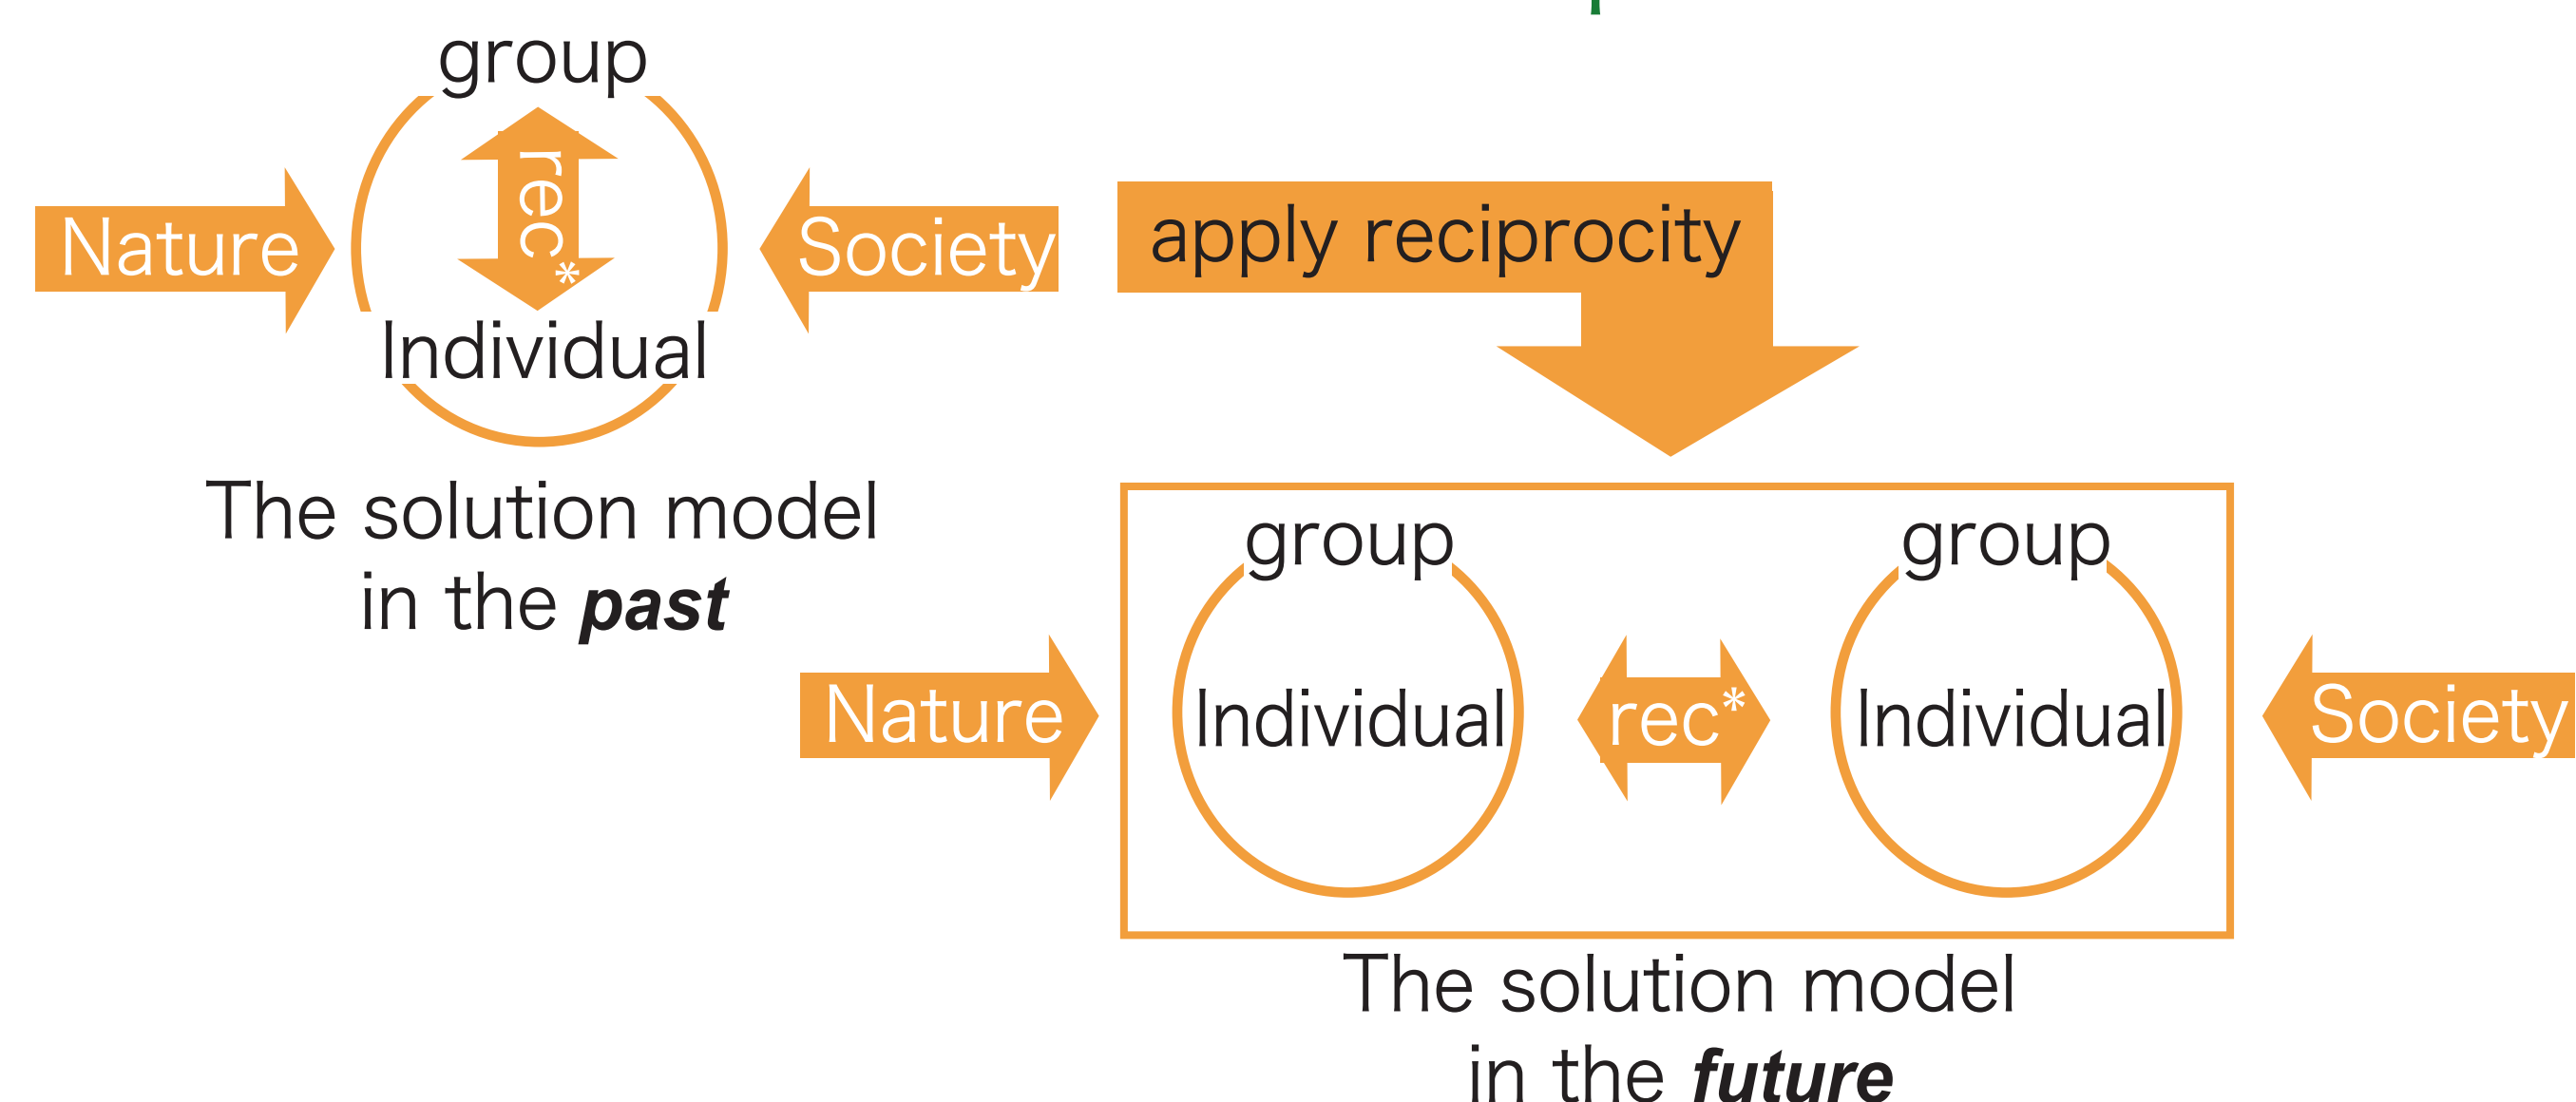 group
rec*
Nature
Society
Individual
The solution model
in the past
apply reciprocity
group
group
Nature
Individual
rec*
Individual
Society
The solution model
in the future